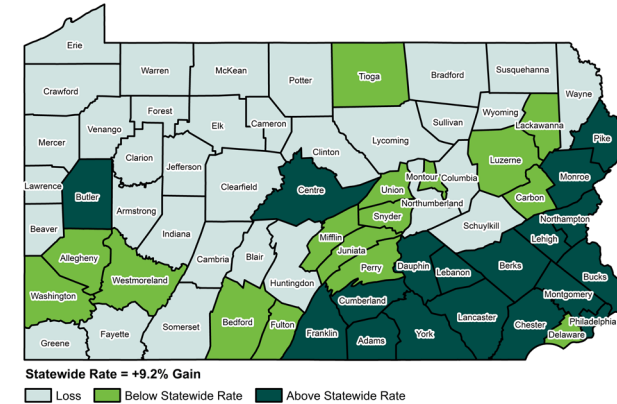 Erie
Warren
McKean
Potter
Tioga
Bradford
Susquehanna
Crawford
Wayne
Forest
Wyoming
Lackawanna
Sullivan
Elk
Cameron
Venango
Pike
Mercer
Clinton
Lycoming
Clarion
Jefferson
Luzerne
Monroe
Lawrence
Butler
Clearfield
Centre
Union
Montour
Columbia
Carbon
Northumberland
Armstrong
Snyder
Northampton
Beaver
Indiana
Schuylkill
Lehigh
Mifflin
Allegheny
Cambria
Blair
Juniata
Dauphin
Lebanon
Berks
Perry
Bucks
Westmoreland
Huntingdon
Montgomery
Washington
Cumberland
Lancaster
Philadelphia
Bedford
Fulton
Chester
Greene
Fayette
Somerset
Franklin
Adams
York
Delaware
Statewide Rate = +9.2% Gain
Loss
Below Statewide Rate
Above Statewide Rate